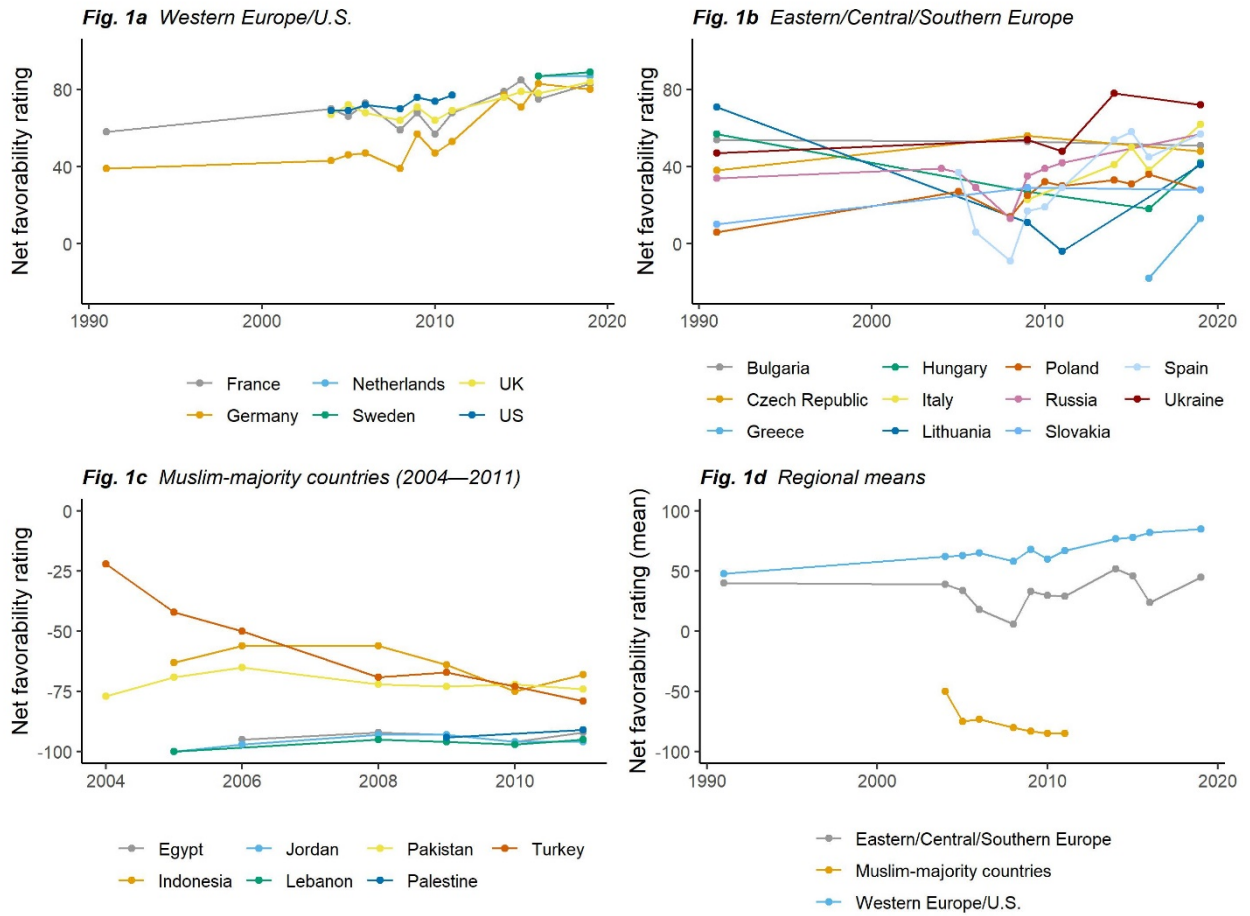 Fig. 1a Western Europe/U.S.
Net favorability rating
80
40
0
1990
2000
2010
2020
France
Netherlands
UK
Germany
Sweden
US
Fig. 1b Eastern/Central/Southern Europe
Net favorability rating
80
40
0
1990
2000
2010
2020
Bulgaria
Hungary
Poland
Spain
Czech Republic
Italy
Russia
Ukraine
Greece
Lithuania
Slovakia
Fig. 1c Muslim-majority countries (2004—2011)
Net favorability rating
0
-25
-50
-75
-100
2004
2006
2008
2010
Egypt
Jordan
Pakistan
Turkey
Indonesia
Lebanon
Palestine
Fig. 1d Regional means
Net favorability rating (mean)
100
50
0
-50
-100
1990
2000
2010
2020
Eastern/Central/Southern Europe
Muslim-majority countries
Western Europe/U.S.